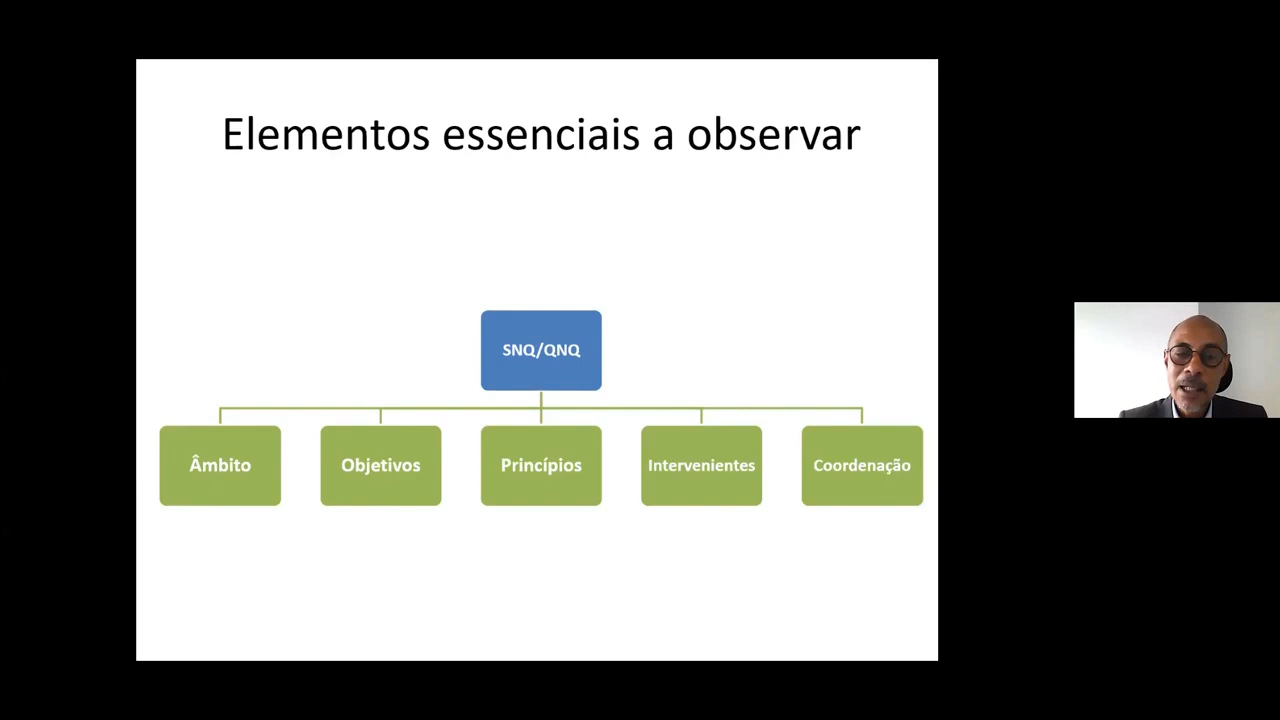 Elementos essenciais a observar
SNQ/QNQ
Âmbito
Objetivos
Princípios
Intervenientes
Coordenação